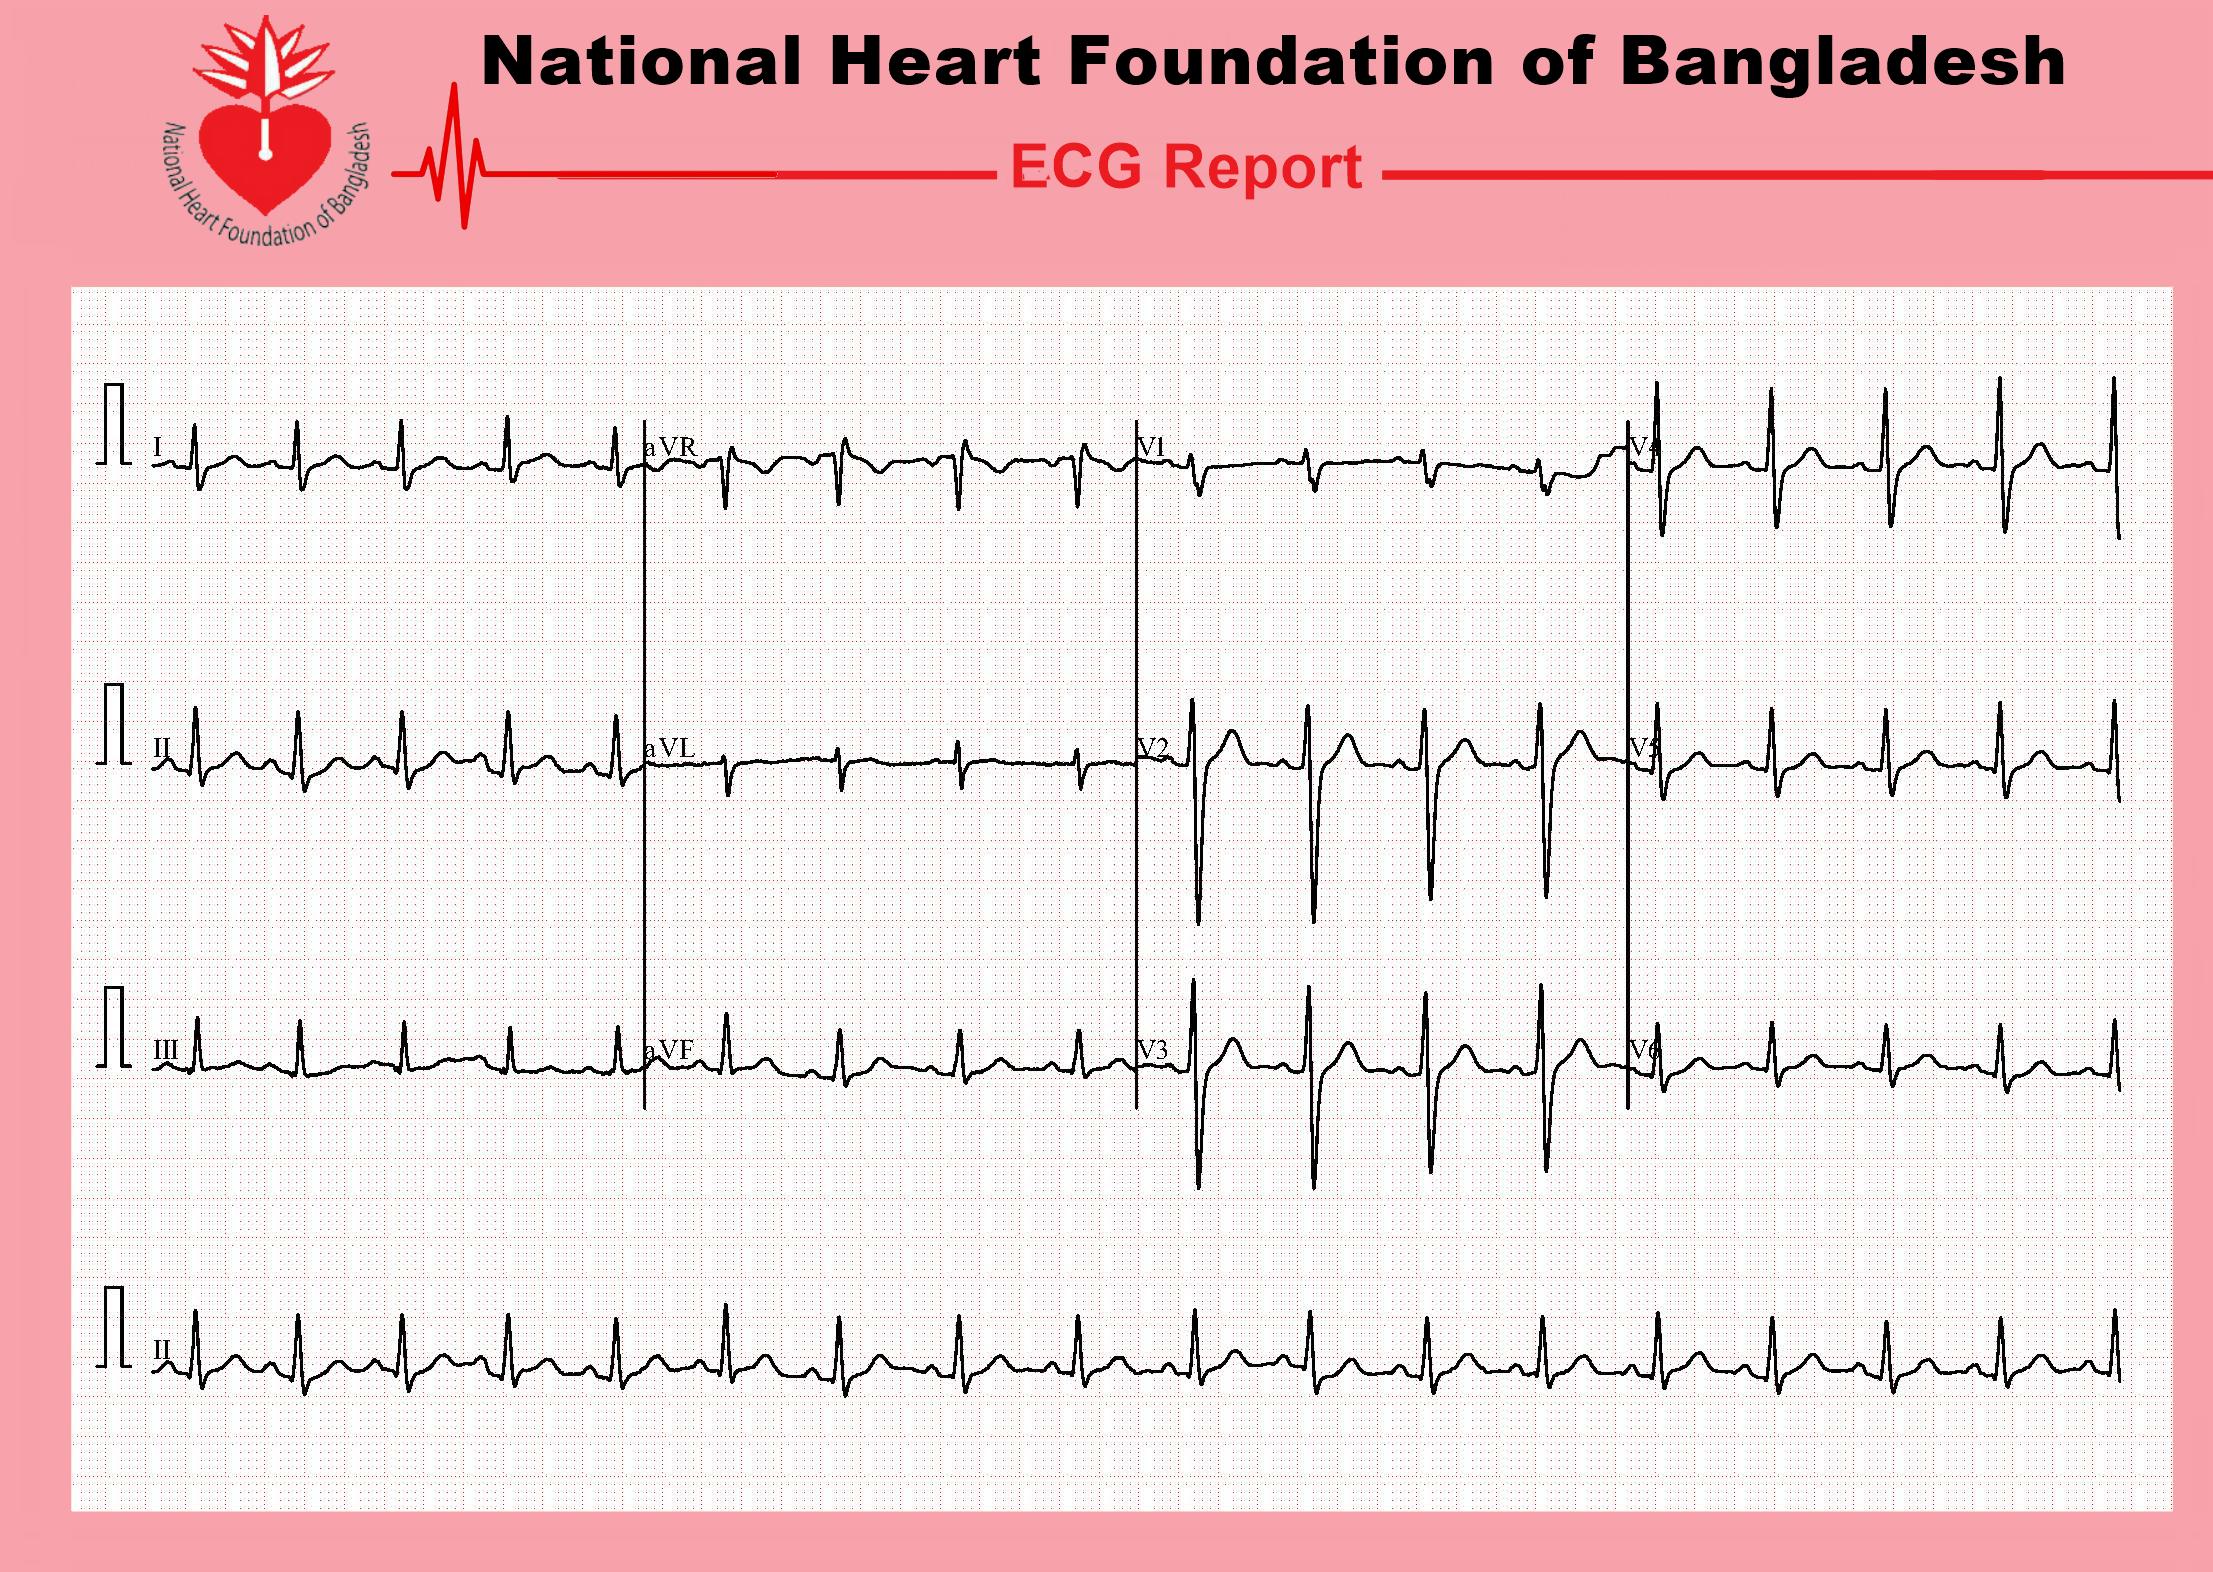 National Heart Foundation of Bangladesh
National Heart Foundation of Bangladesh
ECG Report
I
aVR
V1
V4
II
aVL
V2
V5
III
aVF
V3
V6
II